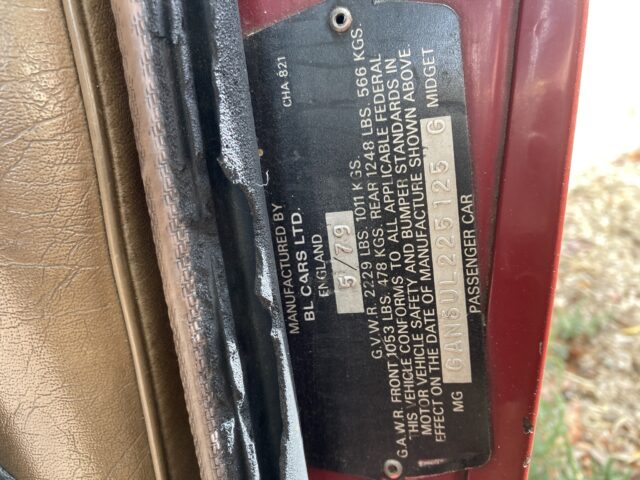 CHA 821
MANUFACTURED BY
BL CARS LTD.
ENGLAND
5/79
G.V.W.R. 2229 LBS. 1011 KGS.
G.A.W.R. FRONT 1053 LBS. 478 KGS. REAR 1248 LBS. 566 KGS.
THIS VEHICLE CONFORMS TO ALL APPLICABLE FEDERAL
MOTOR VEHICLE SAFETY AND BUMPER STANDARDS IN
EFFECT ON THE DATE OF MANUFACTURE SHOWN ABOVE.
MG GAN6UL225125 G MIDGET
PASSENGER CAR